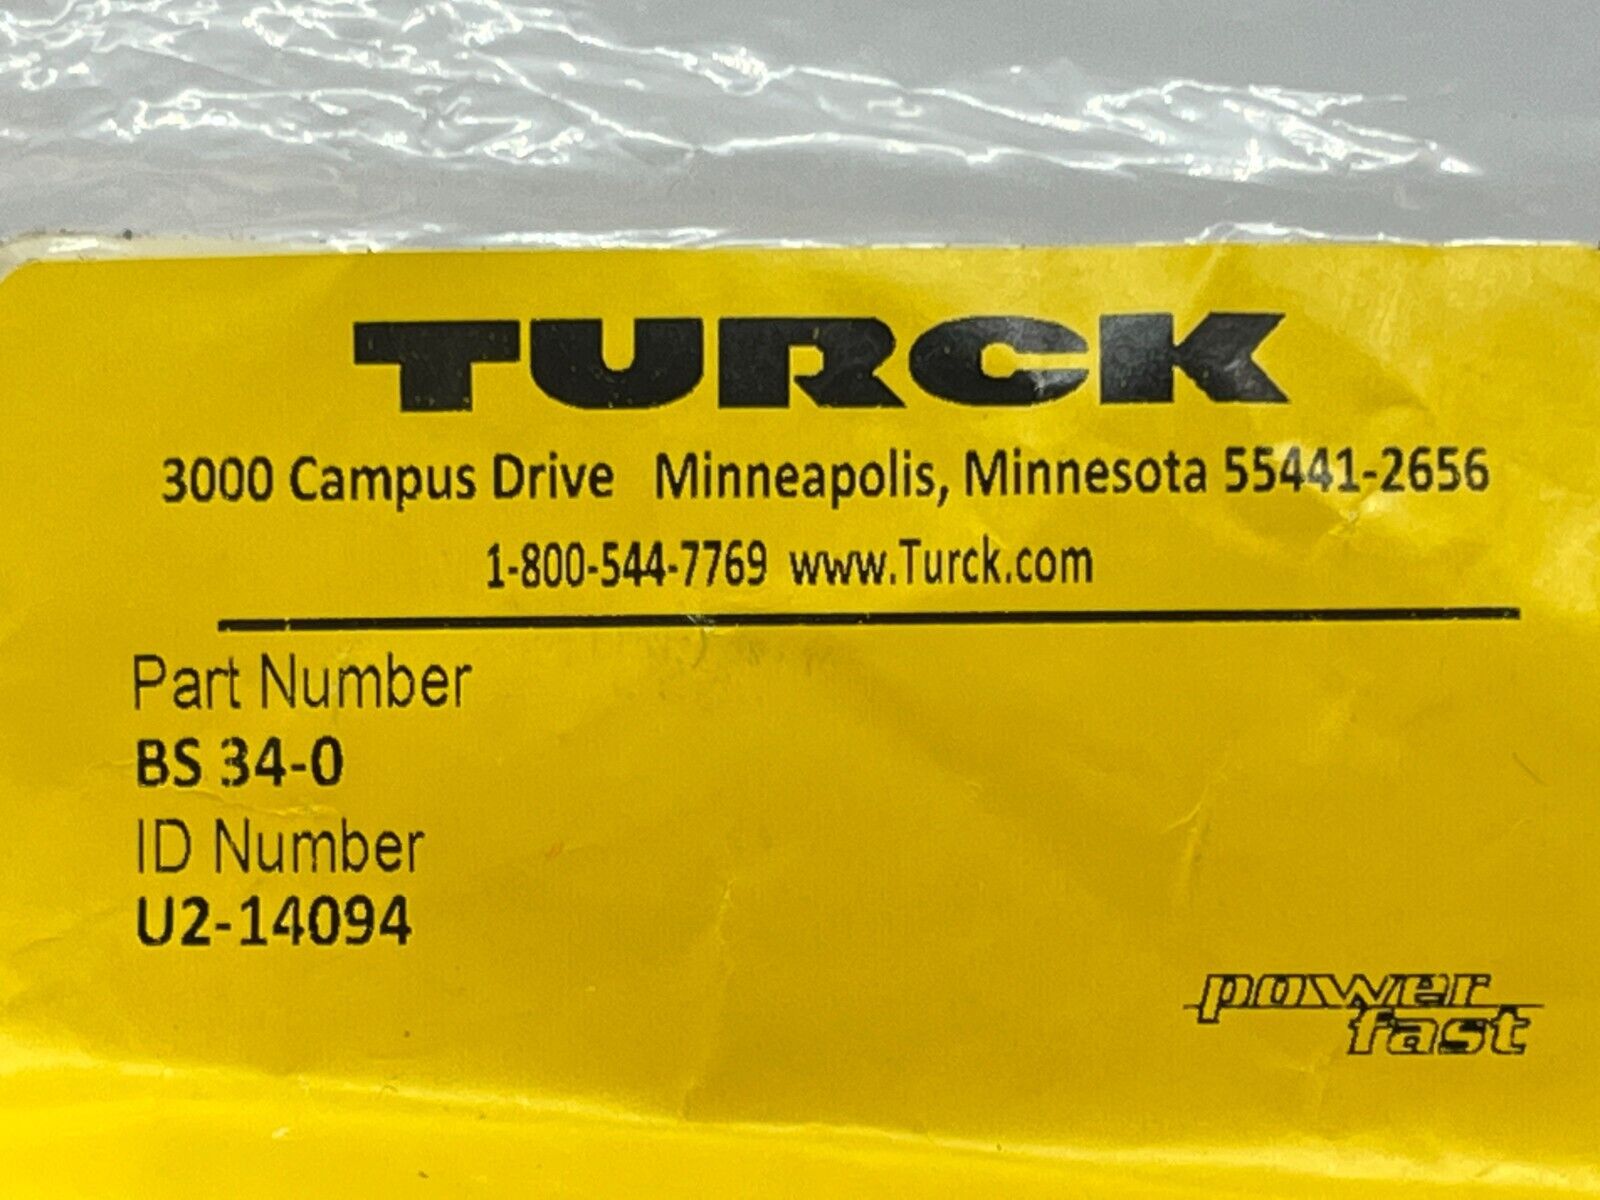 TURCK
3000 Campus Drive Minneapolis, Minnesota 55441-2656
1-800-544-7769 www.Turck.com
Part Number
BS 34-0
ID Number
U2-14094
power
fast